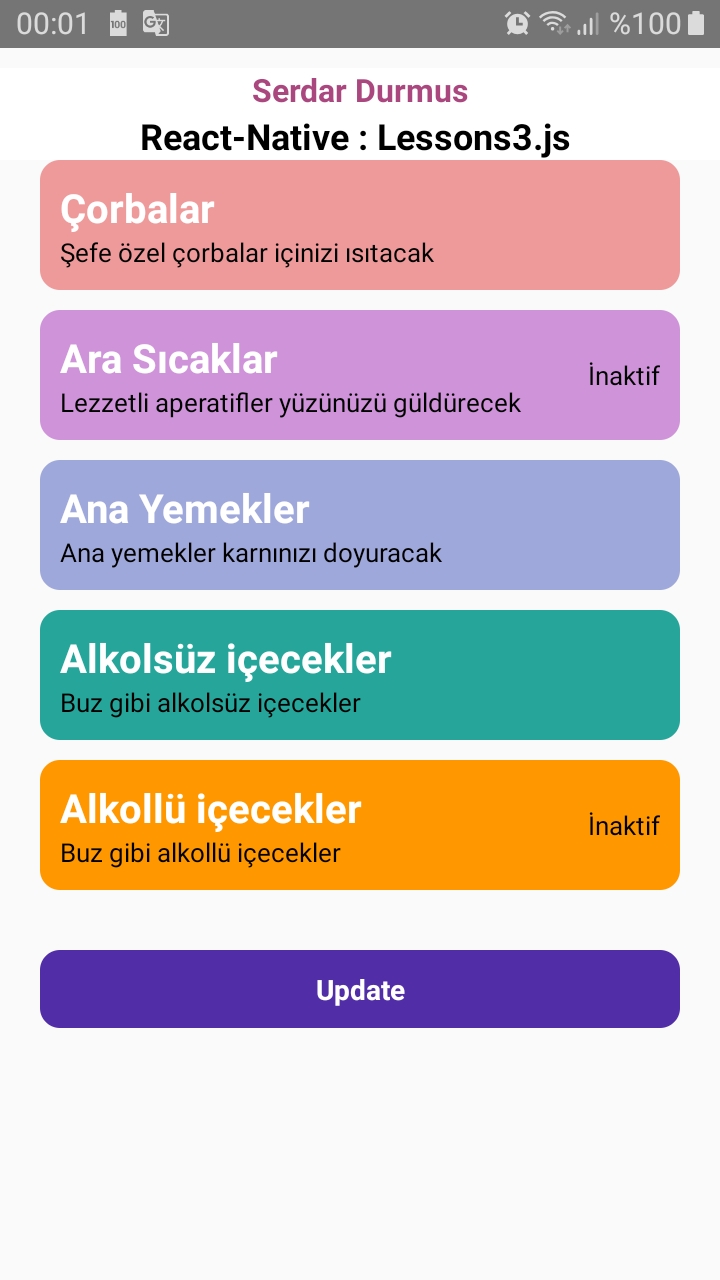 00:01
%100
Serdar Durmus
React-Native : Lessons3.js
Çorbalar
Şefe özel çorbalar içinizi ısıtacak
Ara Sıcaklar
Lezzetli aperatifler yüzünüzü güldürecek
İnaktif
Ana Yemekler
Ana yemekler karnınızı doyuracak
Alkolsüz içecekler
Buz gibi alkolsüz içecekler
Alkollü içecekler
Buz gibi alkollü içecekler
İnaktif
Update